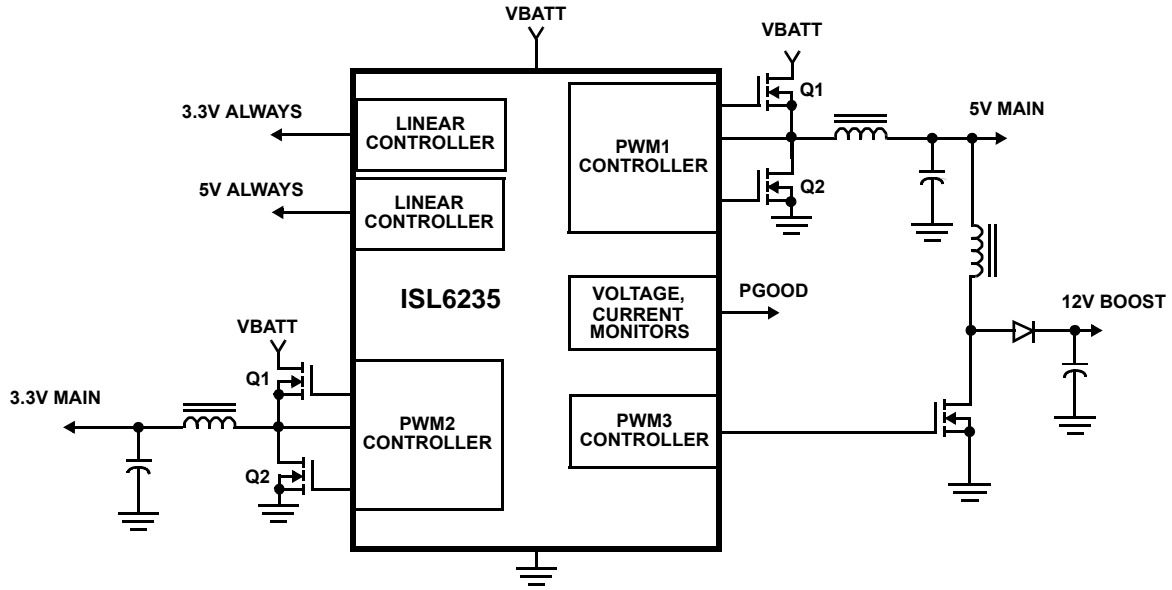 VBATT
VBATT
3.3V ALWAYS
LINEAR
CONTROLLER
5V ALWAYS
LINEAR
CONTROLLER
PWM1
CONTROLLER
Q1
Q2
5V MAIN
ISL6235
VOLTAGE,
CURRENT
MONITORS
PGOOD
12V BOOST
VBATT
Q1
3.3V MAIN
Q2
PWM2
CONTROLLER
PWM3
CONTROLLER